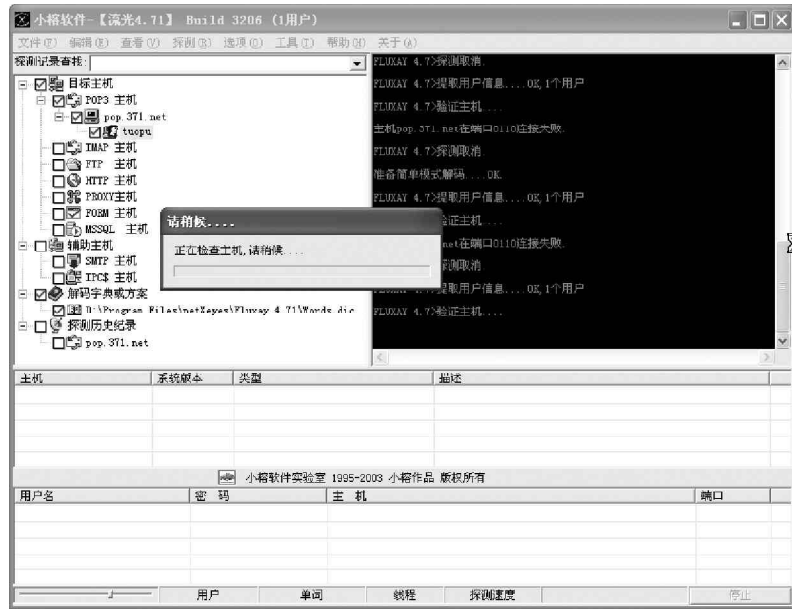 小榕软件-【流光4.71】 Build 3206 (1用户)
文件(F) 编辑(E) 查看(V) 探测(R) 选项(O) 工具(T) 帮助(H) 关于(A)
探测记录查找:
目标主机
POP3 主机
pop.371.net
tuopu
IMAP 主机
FTP 主机
HTTP 主机
PROXY主机
FORM 主机
MSSQL 主机
辅助主机
SMTP 主机
IPC$ 主机
解码字典或方案
D:\Program Files\netXeyes\Fluxay 4.71\Words.dic
探测历史纪录
pop.371.net
FLUXAY 4.7>探测取消.
FLUXAY 4.7>提取用户信息....OK,1个用户
FLUXAY 4.7>验证主机....
主机pop.371.net在端口0110连接失败.
FLUXAY 4.7>探测取消.
准备简单模式解码....OK.
FLUXAY 4.7>提取用户信息....OK,1个用户
验证主机....
net在端口0110连接失败.
探测取消.
FLUXAY 4.7>提取用户信息....OK,1个用户
FLUXAY 4.7>验证主机....
请稍候....
正在检查主机,请稍候....
主机 系统版本 类型 描述
小榕软件实验室 1995-2003 小榕作品 版权所有
用户名 密 码 主 机 端口
用户 单词 线程 探测速度 停止